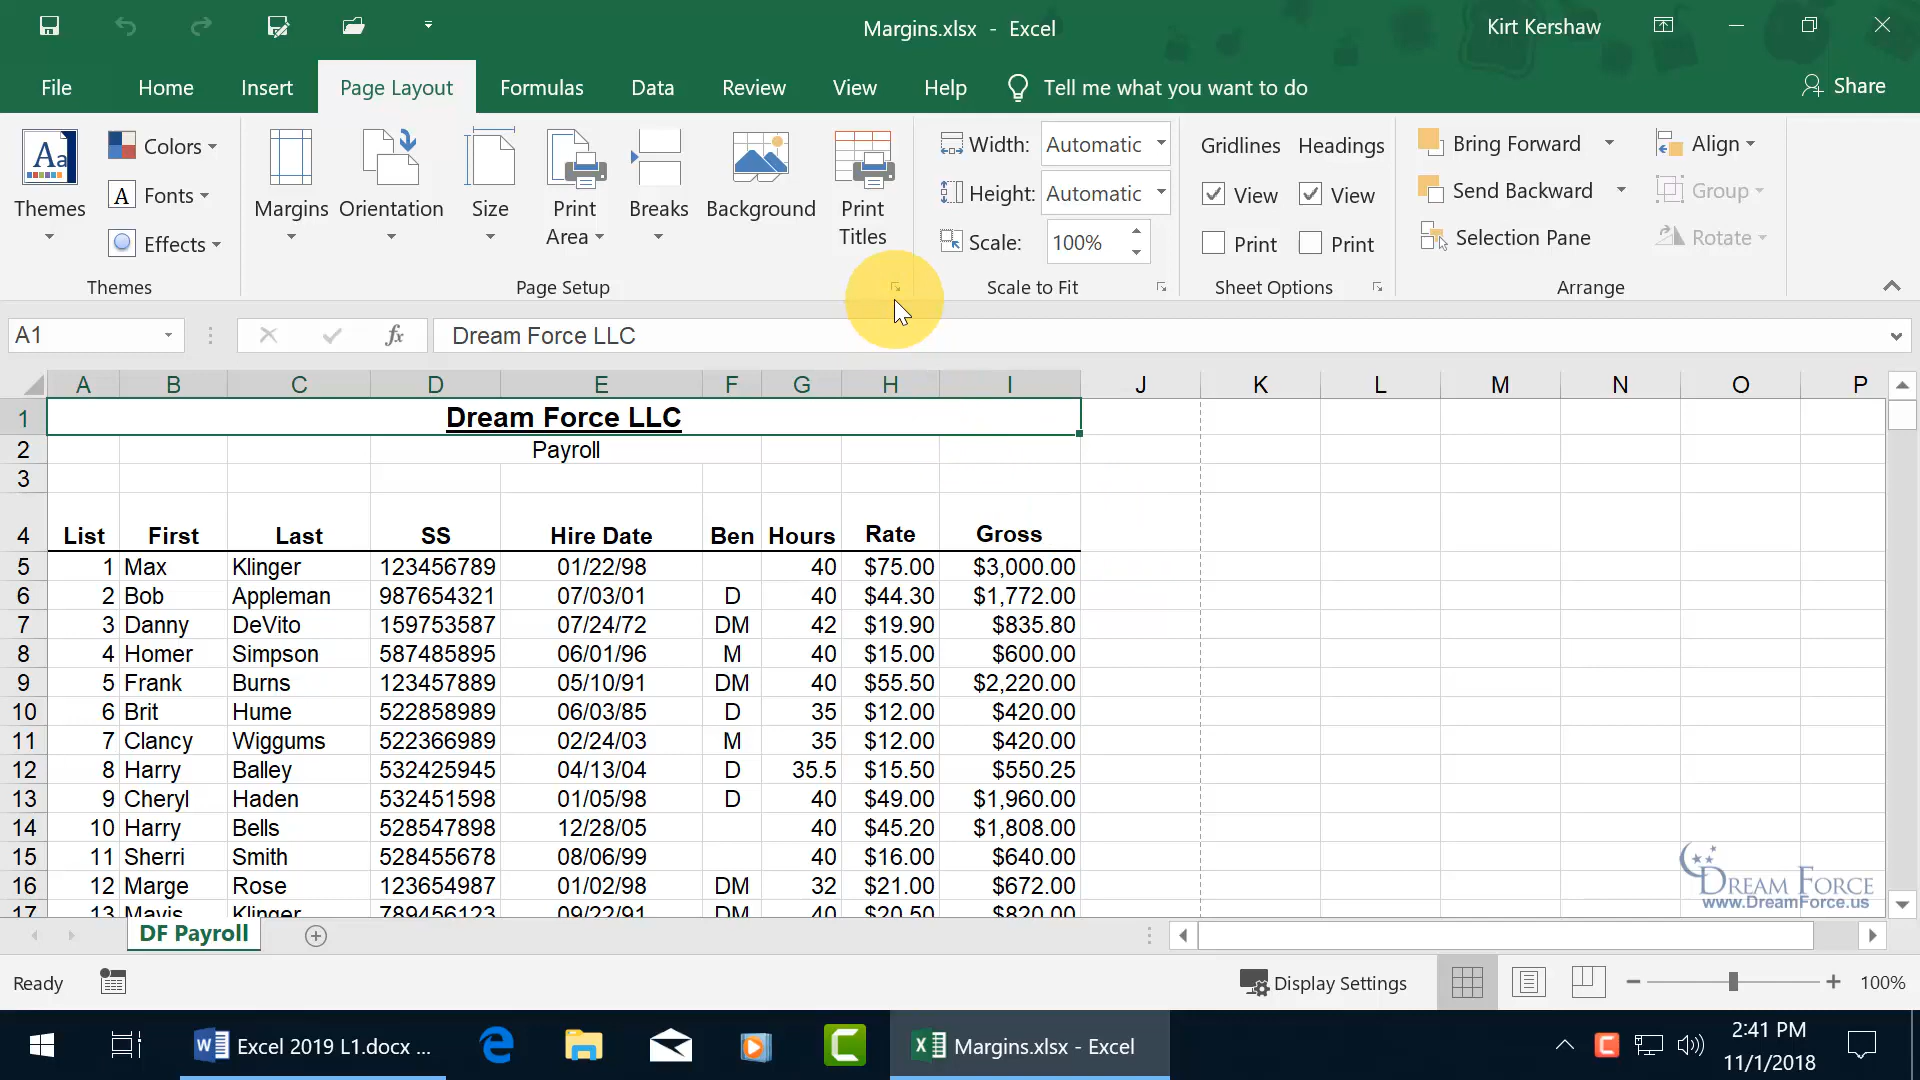 Margins.xlsx - Excel
Kirt Kershaw
File Home Insert Page Layout Formulas Data Review View Help Tell me what you want to do Share
Themes
Colors
Fonts
Effects
Themes
Margins
Orientation
Size
Print Area
Breaks
Background
Print Titles
Page Setup
Width: Automatic
Height: Automatic
Scale: 100%
Scale to Fit
Gridlines Headings
View View
Print Print
Sheet Options
Bring Forward
Send Backward
Selection Pane
Align
Group
Rotate
Arrange
A1 fx Dream Force LLC
A B C D E F G H I J K L M N O P
1 Dream Force LLC
2 Payroll
3
4 List First Last SS Hire Date Ben Hours Rate Gross
5 1 Max Klinger 123456789 01/22/98 40 $75.00 $3,000.00
6 2 Bob Appleman 987654321 07/03/01 D 40 $44.30 $1,772.00
7 3 Danny DeVito 159753587 07/24/72 DM 42 $19.90 $835.80
8 4 Homer Simpson 587485895 06/01/96 M 40 $15.00 $600.00
9 5 Frank Burns 123457889 05/10/91 DM 40 $55.50 $2,220.00
10 6 Brit Hume 522858989 06/03/85 D 35 $12.00 $420.00
11 7 Clancy Wiggums 522366989 02/24/03 M 35 $12.00 $420.00
12 8 Harry Balley 532425945 04/13/04 D 35.5 $15.50 $550.25
13 9 Cheryl Haden 532451598 01/05/98 D 40 $49.00 $1,960.00
14 10 Harry Bells 528547898 12/28/05 40 $45.20 $1,808.00
15 11 Sherri Smith 528455678 08/06/99 40 $16.00 $640.00
16 12 Marge Rose 123654987 01/02/98 DM 32 $21.00 $672.00
17 13 Mavis Klinger 789456123 09/22/91 DM 40 $20.50 $820.00
Dream Force
www.DreamForce.us
DF Payroll
Ready
Display Settings
100%
Excel 2019 L1.docx ...
Margins.xlsx - Excel
2:41 PM
11/1/2018